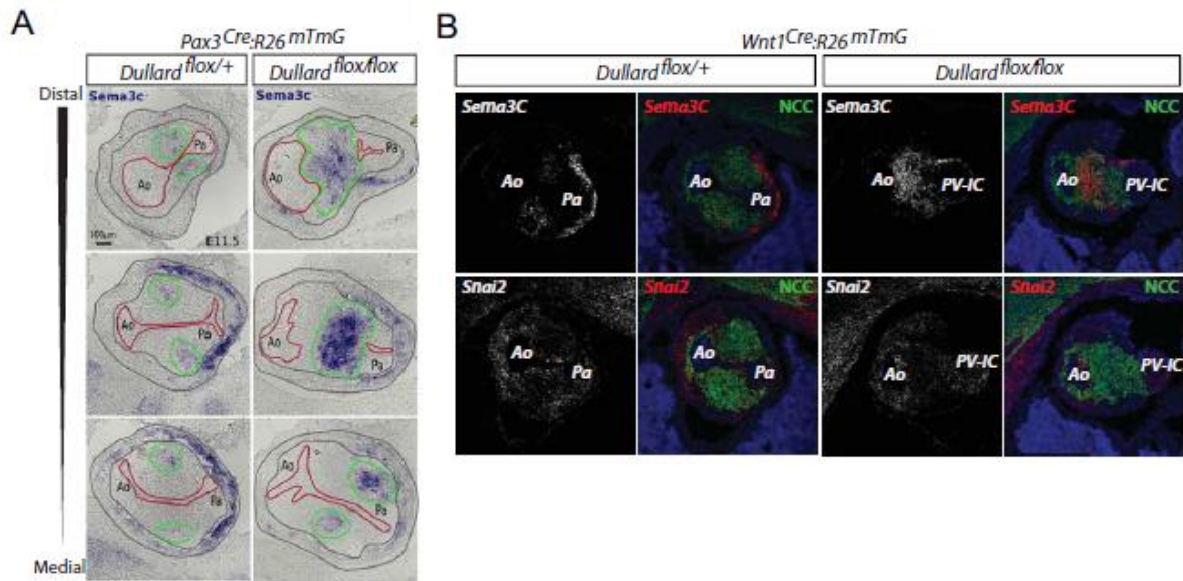 A
Pax3Cre;R26mTmG
Dullardflox/+ Dullardflox/flox
Distal
Sema3c Sema3c
Pa Pa
Ao Ao
100µm E11.5
Ao Pa Ao Pa
Ao Pa Ao Pa
Medial
B
Wnt1Cre;R26mTmG
Dullardflox/+ Dullardflox/flox
Sema3C Sema3C NCC Sema3C Sema3C NCC
Ao Pa Ao Pa Ao PV-IC Ao PV-IC
Snai2 Snai2 NCC Snai2 Snai2 NCC
Ao Pa Ao Pa Ao PV-IC Ao PV-IC